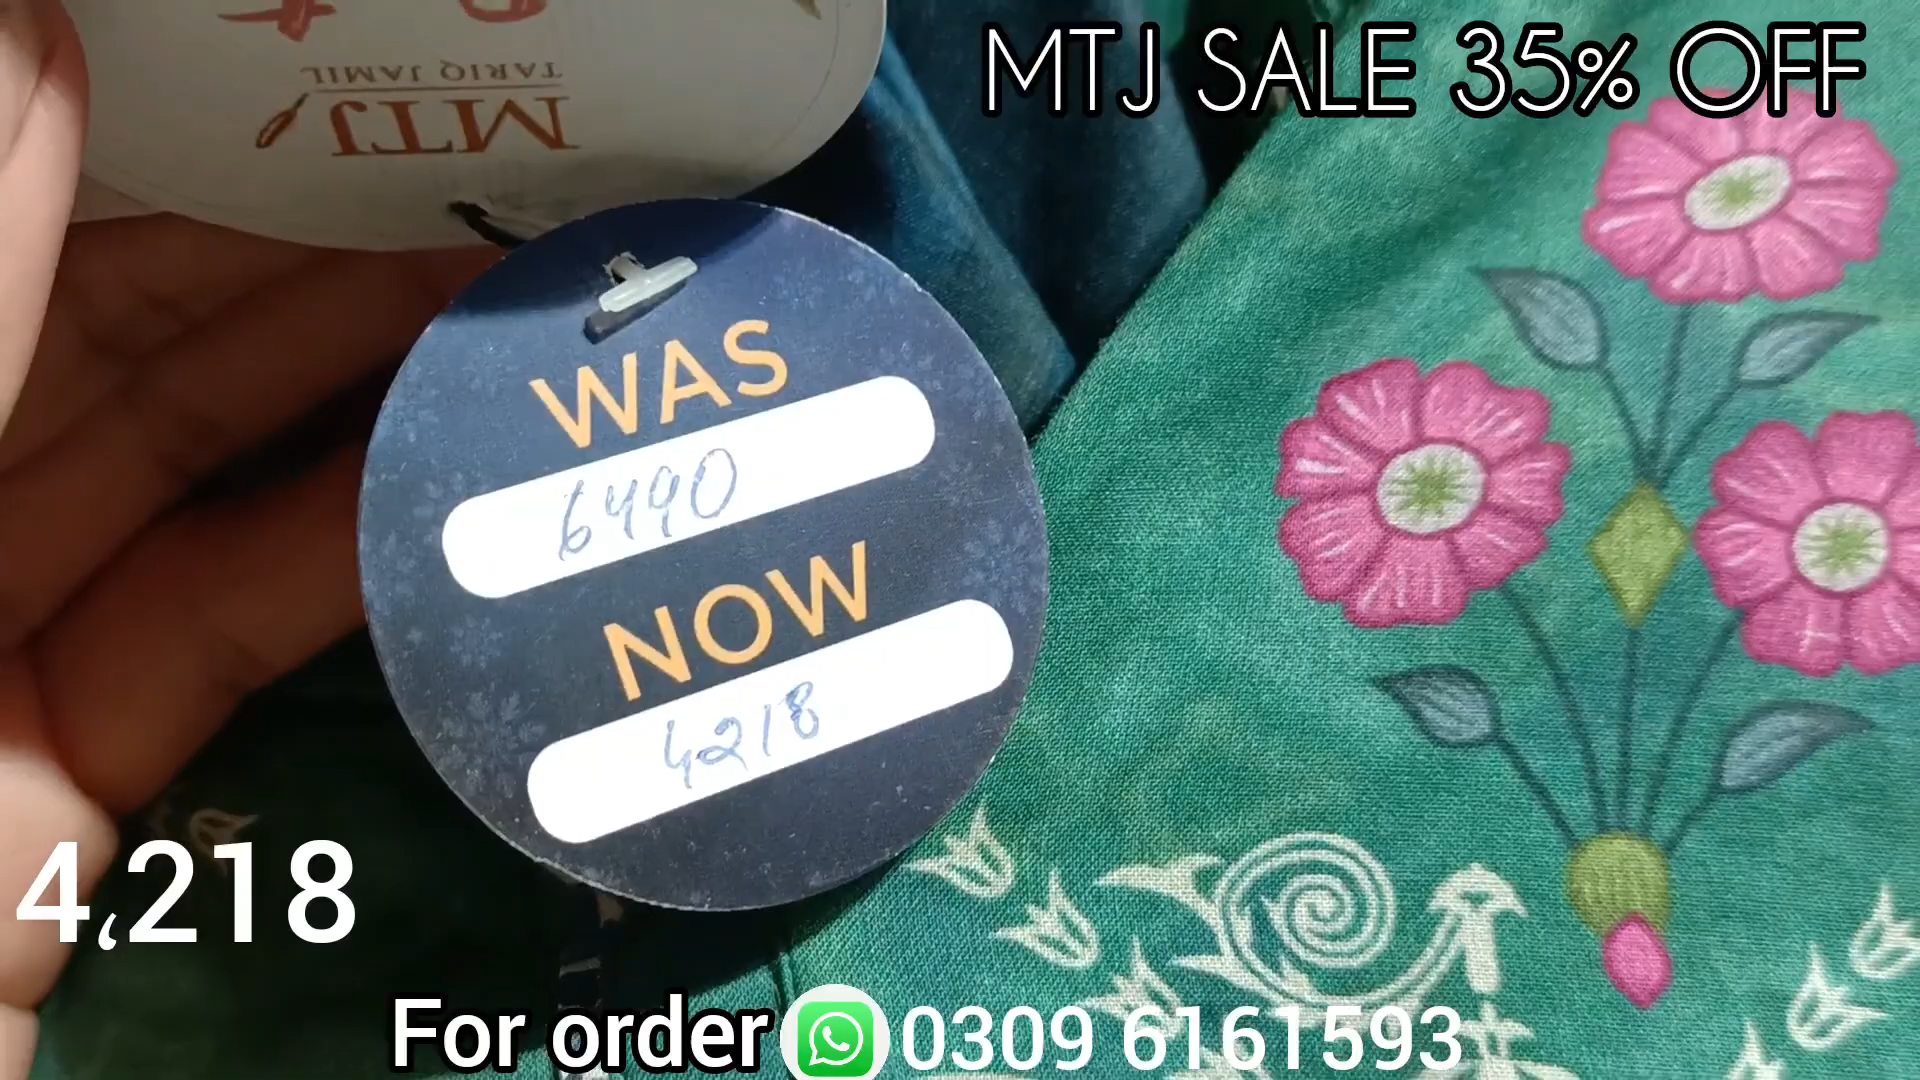 MTJ SALE 35% OFF
TARIQ JAMIL
MTJ
WAS
6490
NOW
4218
4,218
For order 0309 6161593